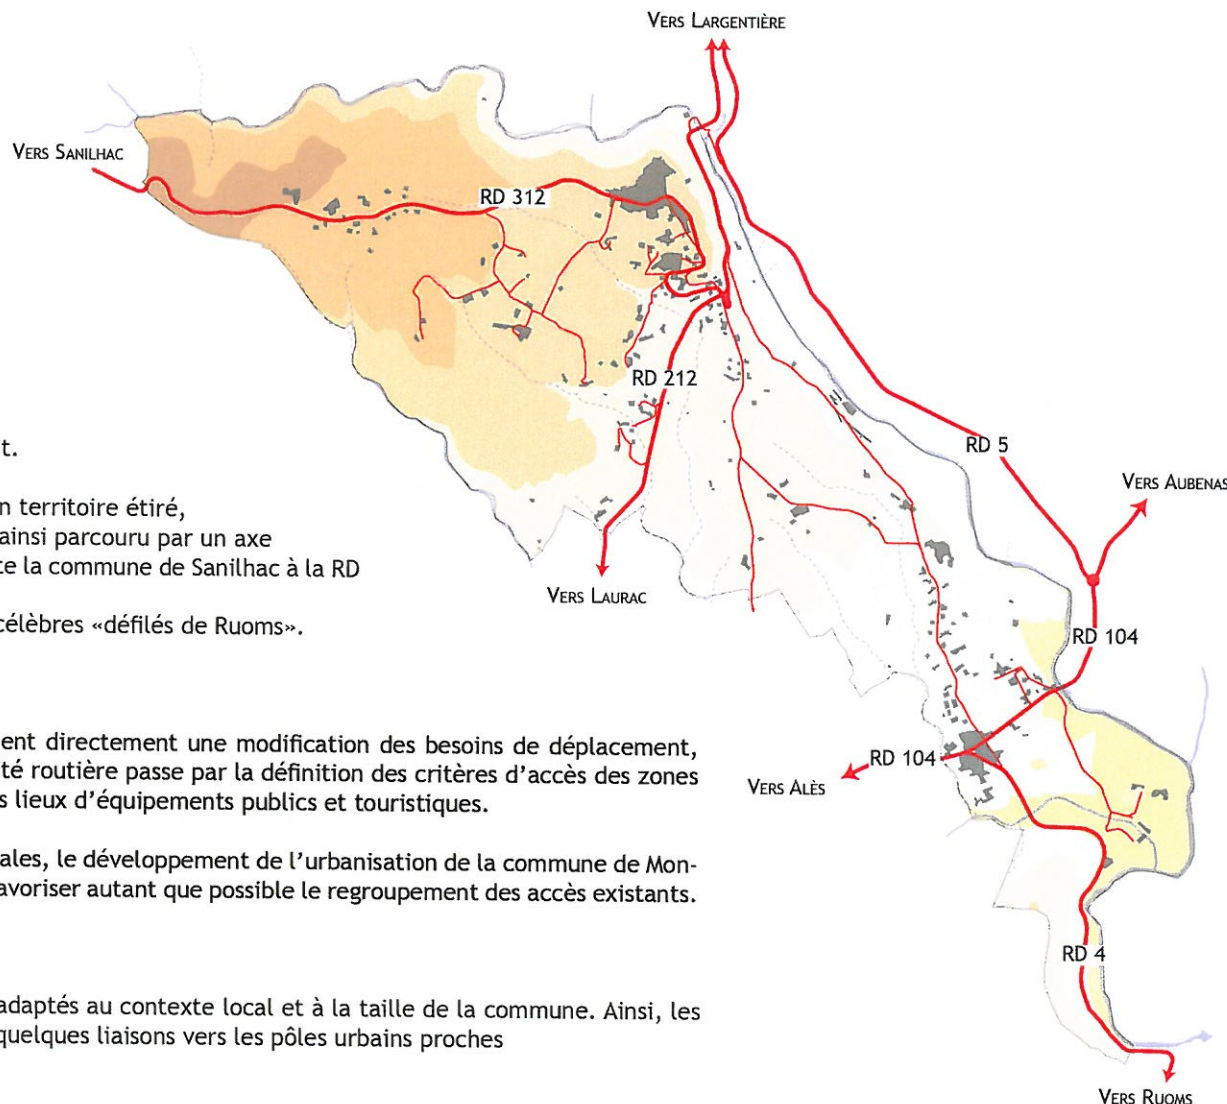 VERS LARGENTIÈRE
VERS SANILHAC
RD 312
RD 212
RD 5
VERS AUBENAS
VERS LAURAC
RD 104
RD 104
VERS ALÈS
RD 4
VERS RUOMS
t.
n territoire étiré,
ainsi parcouru par un axe
te la commune de Sanilhac à la RD
célèbres «défilés de Ruoms».
ent directement une modification des besoins de déplacement,
té routière passe par la définition des critères d'accès des zones
s lieux d'équipements publics et touristiques.
ales, le développement de l'urbanisation de la commune de Mon-
avoriser autant que possible le regroupement des accès existants.
adaptés au contexte local et à la taille de la commune. Ainsi, les
quelques liaisons vers les pôles urbains proches